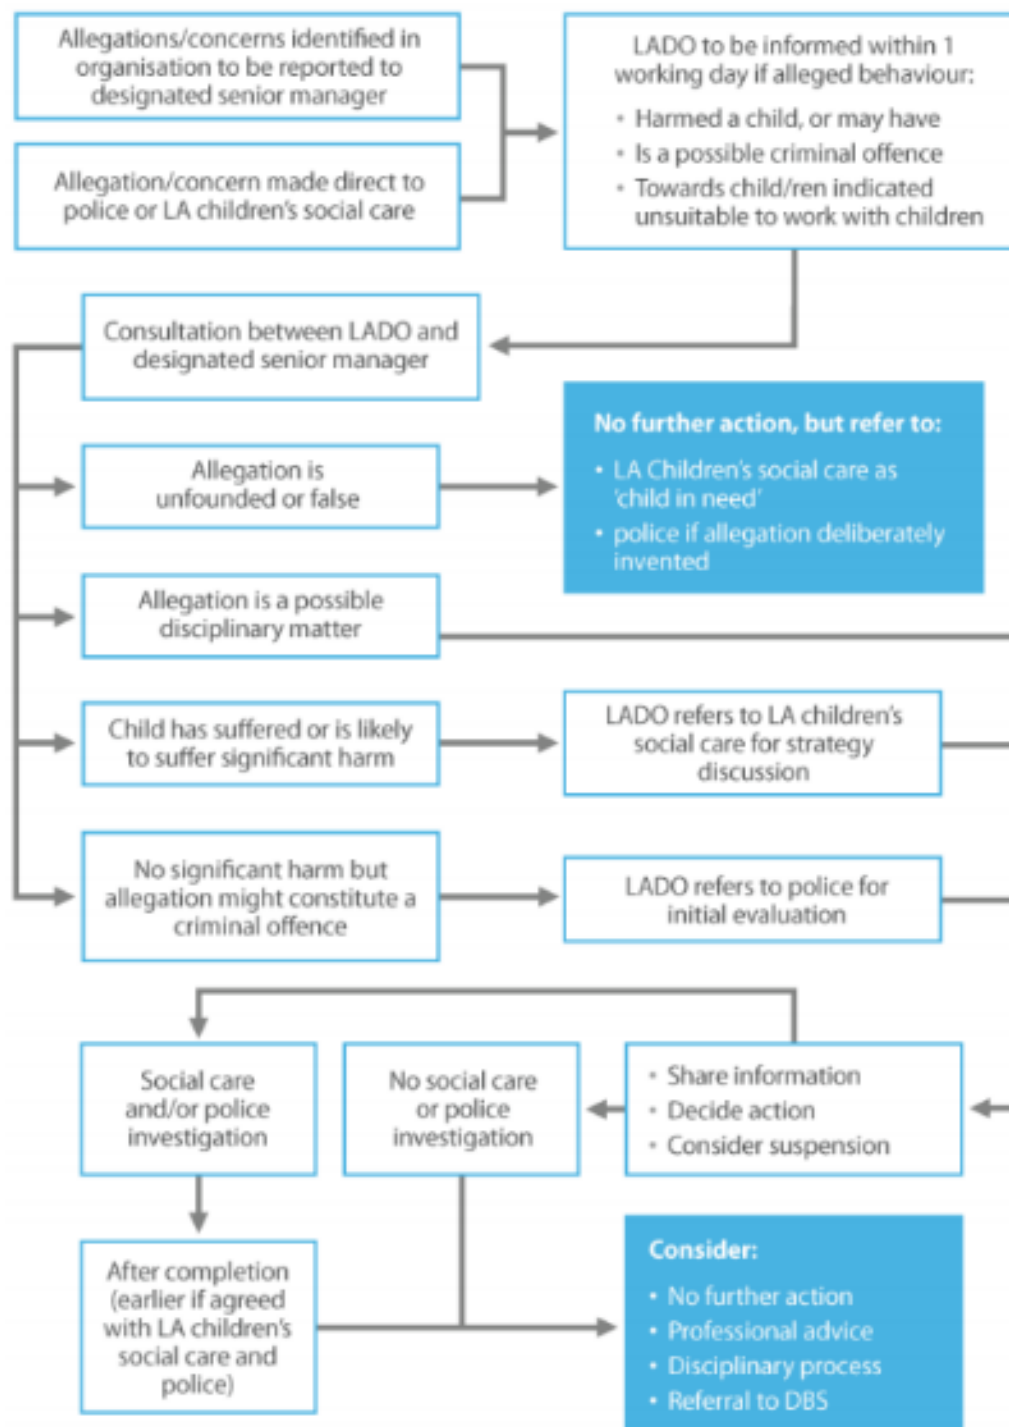 Allegations/concerns identified in
organisation to be reported to
designated senior manager
Allegation/concern made direct to
police or LA children's social care
LADO to be informed within 1
working day if alleged behaviour:
• Harmed a child, or may have
• Is a possible criminal offence
• Towards child/ren indicated
unsuitable to work with children
Consultation between LADO and
designated senior manager
Allegation is
unfounded or false
No further action, but refer to:
• LA Children's social care as
'child in need'
• police if allegation deliberately
invented
Allegation is a possible
disciplinary matter
Child has suffered or is likely
to suffer significant harm
LADO refers to LA children's
social care for strategy
discussion
No significant harm but
allegation might constitute a
criminal offence
LADO refers to police for
initial evaluation
Social care
and/or police
investigation
No social care
or police
investigation
• Share information
• Decide action
• Consider suspension
After completion
(earlier if agreed
with LA children's
social care and
police)
Consider:
• No further action
• Professional advice
• Disciplinary process
• Referral to DBS